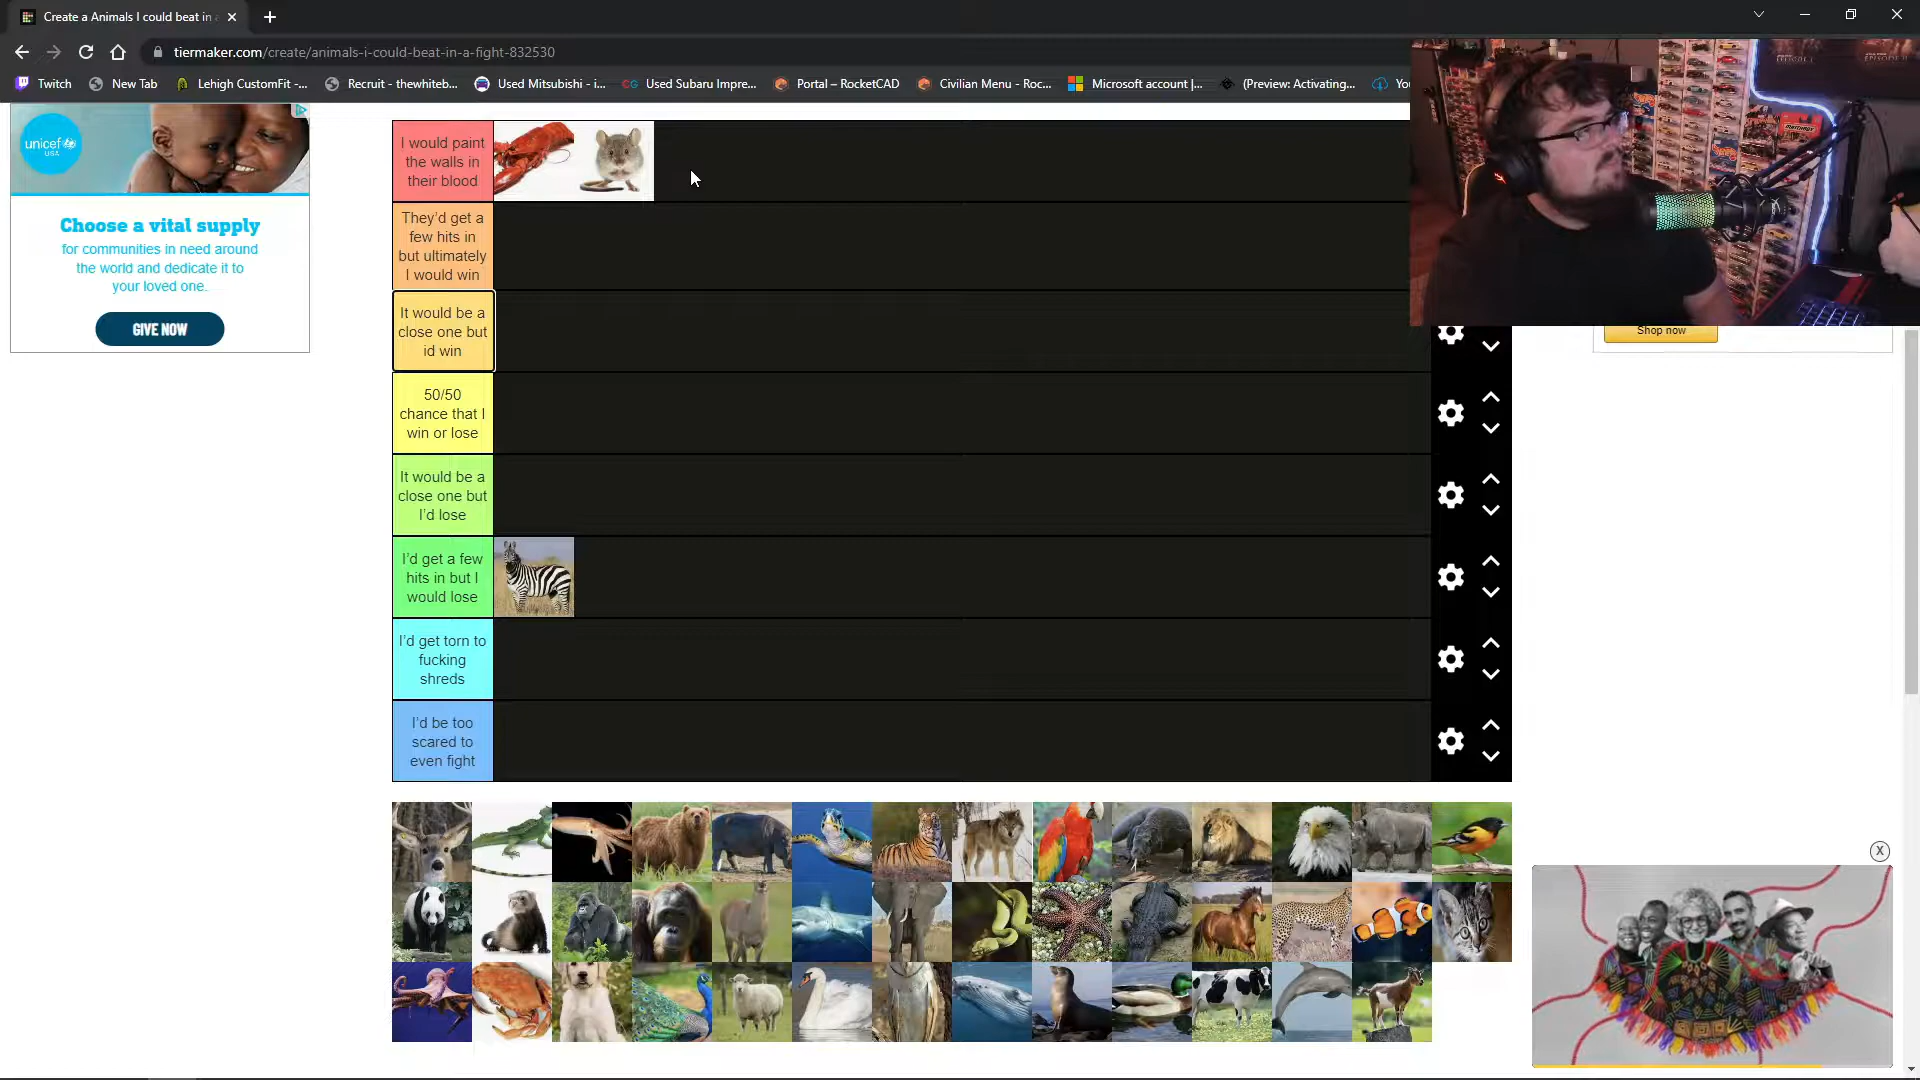 Create a Animals I could beat in a
tiermaker.com/create/animals-i-could-beat-in-a-fight-832530
Twitch
New Tab
Lehigh CustomFit -...
Recruit - thewhiteb...
Used Mitsubishi - i...
CG
Used Subaru Impre...
Portal – RocketCAD
Civilian Menu - Roc...
Microsoft account |...
(Preview: Activating...
You
unicef
USA
Choose a vital supply
for communities in need around
the world and dedicate it to
your loved one.
GIVE NOW
I would paint
the walls in
their blood
They'd get a
few hits in
but ultimately
I would win
It would be a
close one but
id win
50/50
chance that I
win or lose
It would be a
close one but
I'd lose
I'd get a few
hits in but I
would lose
I'd get torn to
fucking
shreds
I'd be too
scared to
even fight
Shop now
X